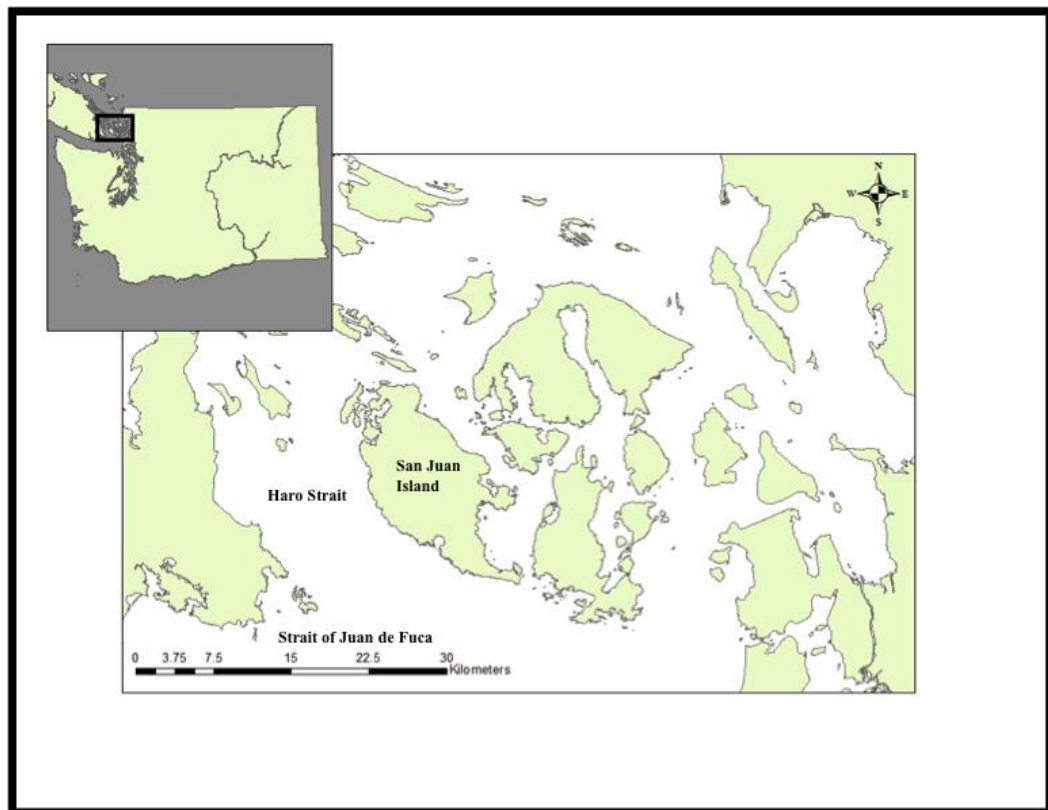 N
W E
S
San Juan
Island
Haro Strait
Strait of Juan de Fuca
0 3.75 7.5 15 22.5 30
Kilometers